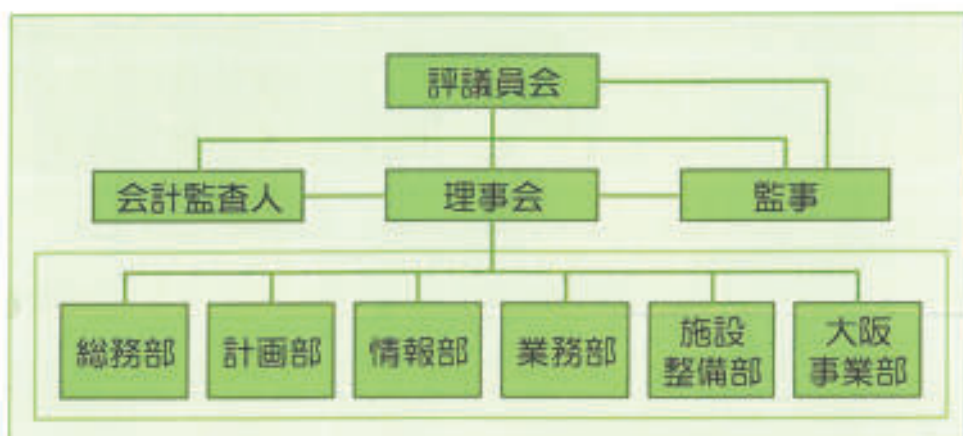 評議員会
会計監査人
理事会
監事
総務部
計画部
情報部
業務部
施設
整備部
大阪
事業部